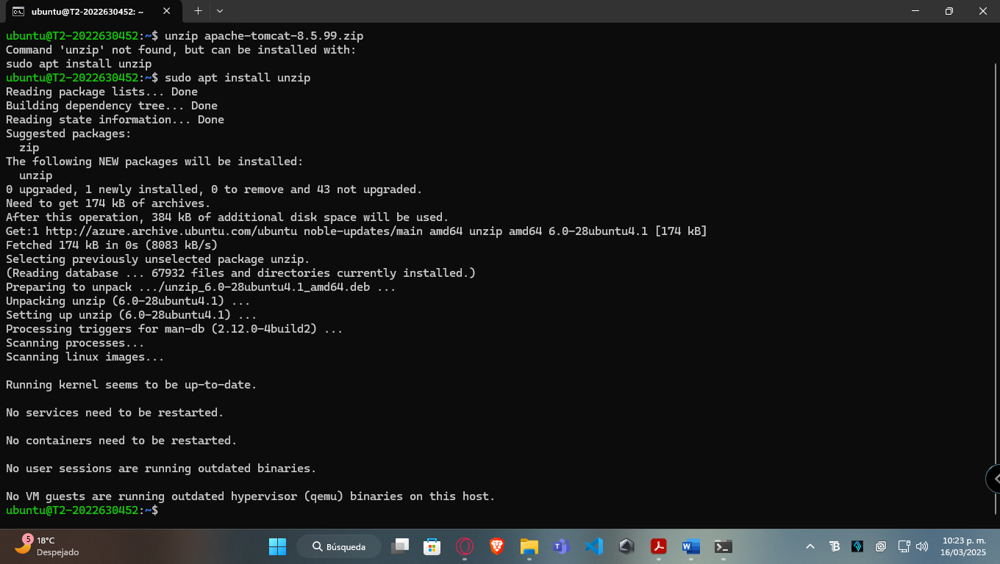 ubuntu@T2-2022630452: ~
ubuntu@T2-2022630452:~$ unzip apache-tomcat-8.5.99.zip
Command 'unzip' not found, but can be installed with:
sudo apt install unzip
ubuntu@T2-2022630452:~$ sudo apt install unzip
Reading package lists... Done
Building dependency tree... Done
Reading state information... Done
Suggested packages:
  zip
The following NEW packages will be installed:
  unzip
0 upgraded, 1 newly installed, 0 to remove and 43 not upgraded.
Need to get 174 kB of archives.
After this operation, 384 kB of additional disk space will be used.
Get:1 http://azure.archive.ubuntu.com/ubuntu noble-updates/main amd64 unzip amd64 6.0-28ubuntu4.1 [174 kB]
Fetched 174 kB in 0s (8083 kB/s)
Selecting previously unselected package unzip.
(Reading database ... 67932 files and directories currently installed.)
Preparing to unpack .../unzip_6.0-28ubuntu4.1_amd64.deb ...
Unpacking unzip (6.0-28ubuntu4.1) ...
Setting up unzip (6.0-28ubuntu4.1) ...
Processing triggers for man-db (2.12.0-4build2) ...
Scanning processes...
Scanning linux images...
Running kernel seems to be up-to-date.
No services need to be restarted.
No containers need to be restarted.
No user sessions are running outdated binaries.
No VM guests are running outdated hypervisor (qemu) binaries on this host.
ubuntu@T2-2022630452:~$
5
18°C
Despejado
Búsqueda
10:23 p. m.
16/03/2025